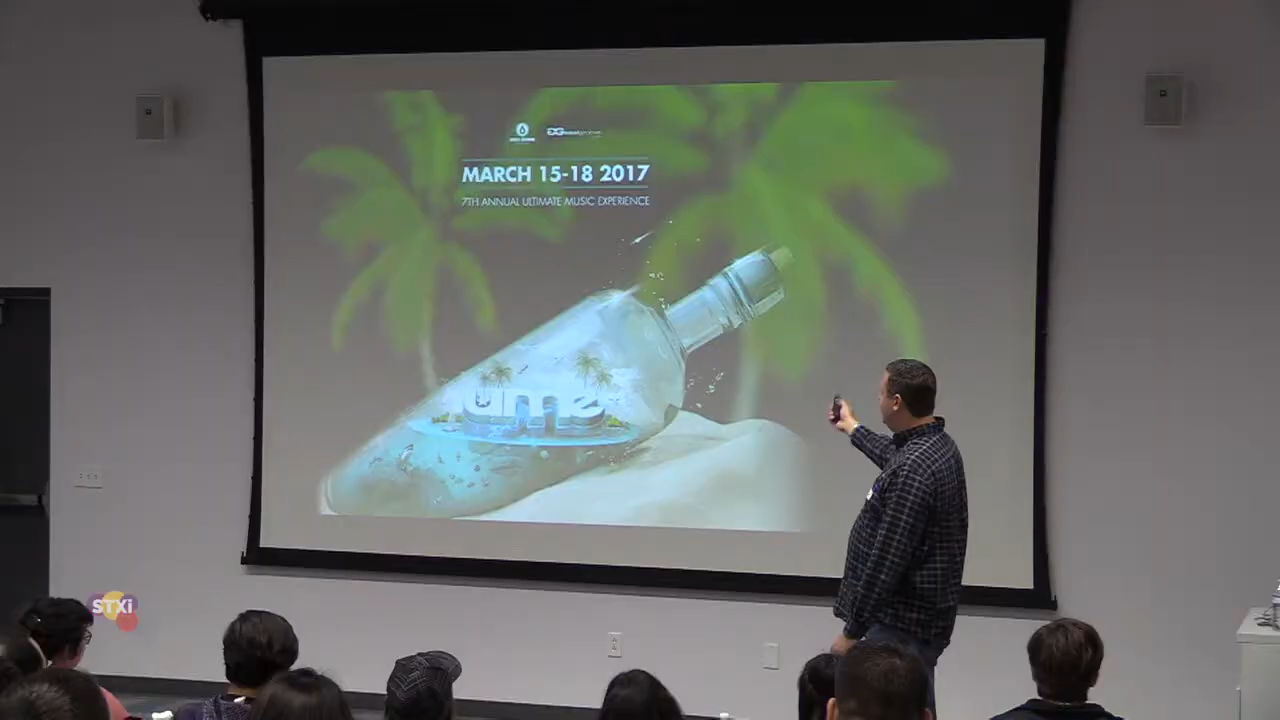 MARCH 15-18 2017
7TH ANNUAL ULTIMATE MUSIC EXPERIENCE
ume
STXi